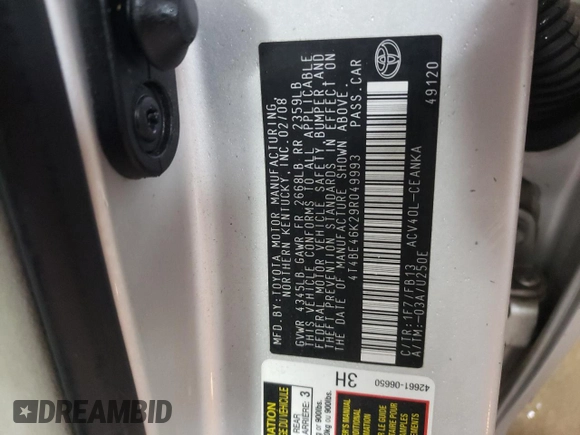 MFD.BY: TOYOTA MOTOR MANUFACTURING
NORTHERN KENTUCKY, INC. 02/08
GVWR 4345LB GAWR FR 2668LB RR 2359LB
THIS VEHICLE CONFORMS TO ALL APPLICABLE
FEDERAL MOTOR VEHICLE SAFETY, BUMPER, AND
THEFT PREVENTION STANDARDS IN EFFECT ON
THE DATE OF MANUFACTURE SHOWN ABOVE.
4T4BE46K29R049993 PASS.CAR
C/TR: 1F7/FB13 ACV40L-CEANKA
A/TM: -03A/U250E 49120
3H 42661-06650
REAR
ARRIÈRE 3
DREAMBID